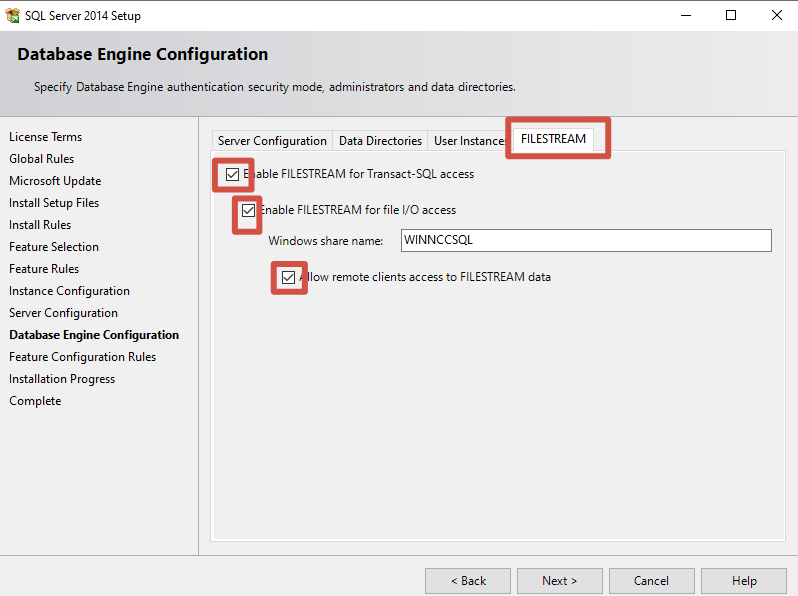 SQL Server 2014 Setup
Database Engine Configuration
Specify Database Engine authentication security mode, administrators and data directories.
License Terms
Global Rules
Microsoft Update
Install Setup Files
Install Rules
Feature Selection
Feature Rules
Instance Configuration
Server Configuration
Database Engine Configuration
Feature Configuration Rules
Installation Progress
Complete
Server Configuration Data Directories User Instances FILESTREAM
Enable FILESTREAM for Transact-SQL access
Enable FILESTREAM for file I/O access
Windows share name: WINNCCSQL
Allow remote clients access to FILESTREAM data
< Back Next > Cancel Help